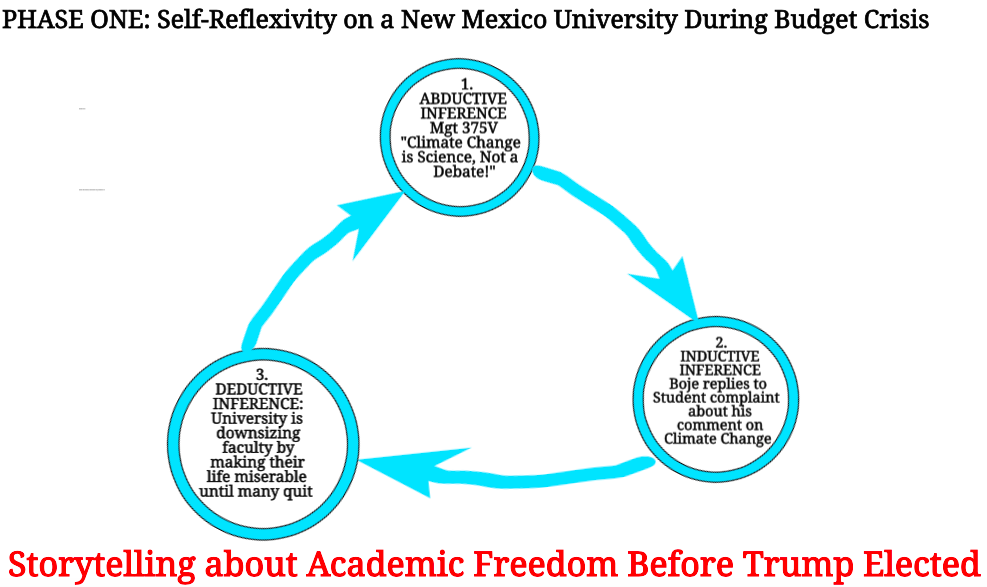 PHASE ONE: Self-Reflexivity on a New Mexico University During Budget Crisis
1.
ABDUCTIVE
INFERENCE
Mgt 375V
"Climate Change
is Science, Not a
Debate!"
2.
INDUCTIVE
INFERENCE
Boje replies to
Student complaint
about his
comment on
Climate Change
3.
DEDUCTIVE
INFERENCE:
University is
downsizing
faculty by
making their
life miserable
until many quit
Storytelling about Academic Freedom Before Trump Elected